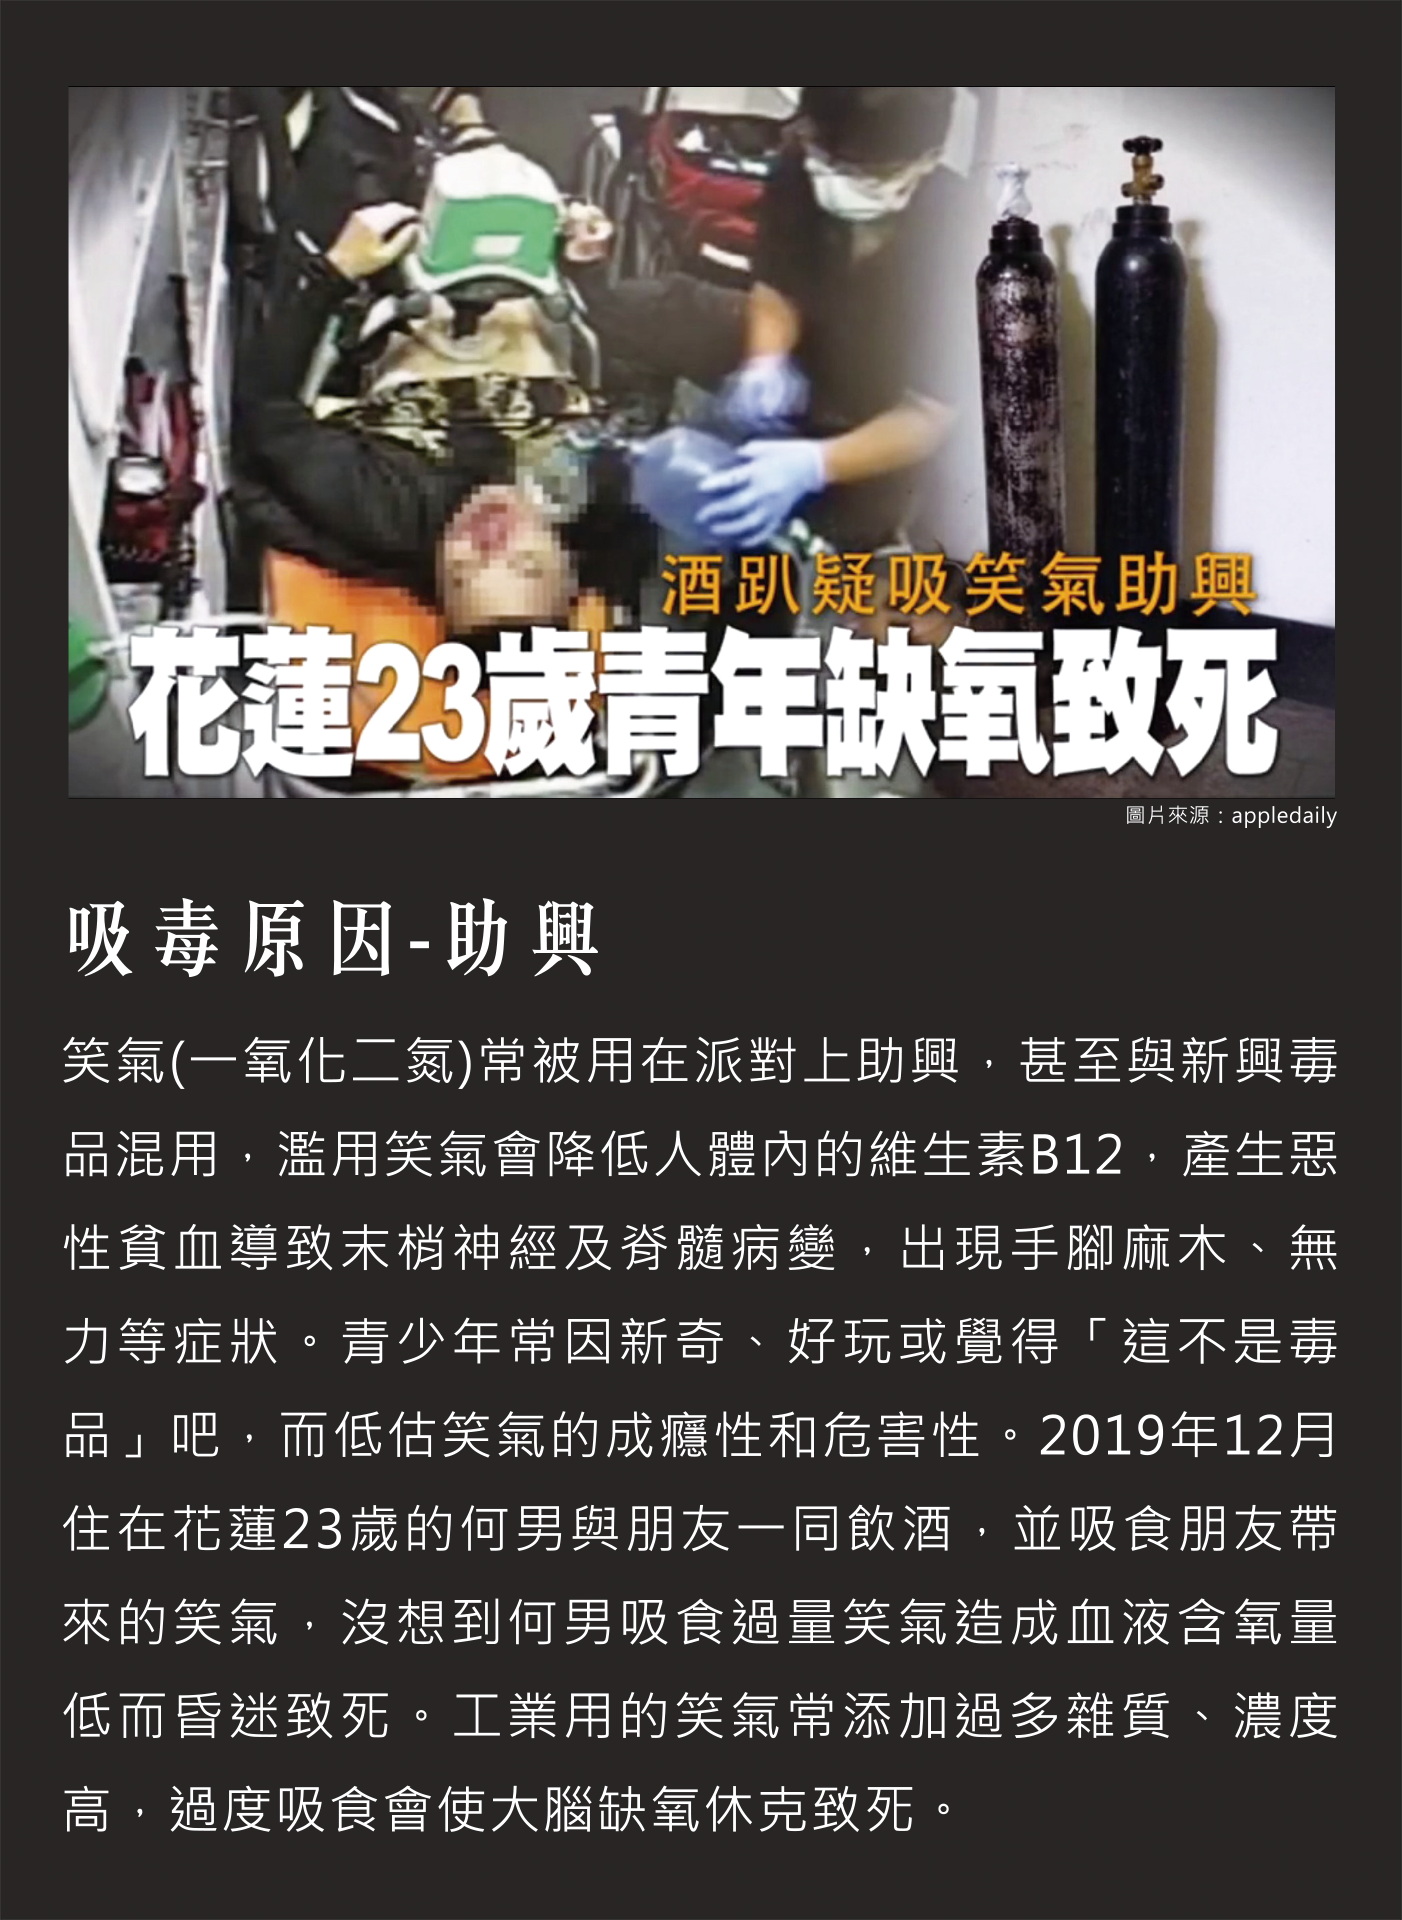 酒趴疑吸笑氣助興
花蓮23歲青年缺氧致死
圖片來源：appledaily
吸毒原因-助興
笑氣(一氧化二氮)常被用在派對上助興，甚至與新興毒
品混用，濫用笑氣會降低人體內的維生素B12，產生惡
性貧血導致末梢神經及脊髓病變，出現手腳麻木、無
力等症狀。青少年常因新奇、好玩或覺得「這不是毒
品」吧，而低估笑氣的成癮性和危害性。2019年12月
住在花蓮23歲的何男與朋友一同飲酒，並吸食朋友帶
來的笑氣，沒想到何男吸食過量笑氣造成血液含氧量
低而昏迷致死。工業用的笑氣常添加過多雜質、濃度
高，過度吸食會使大腦缺氧休克致死。